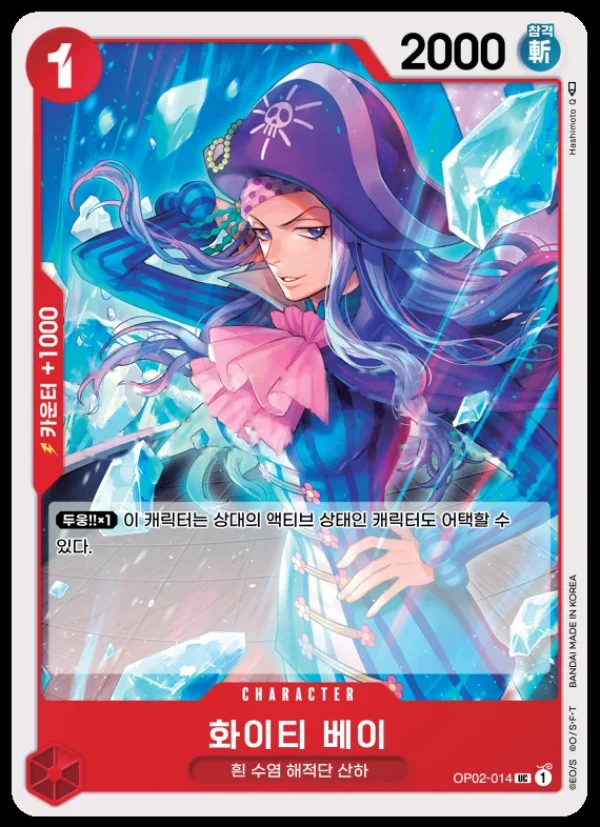 1
2000
참격
斬
Hashimoto Q
카운터 +1000
두웅!!×1 이 캐릭터는 상대의 액티브 상태인 캐릭터도 어택할 수
있다.
CHARACTER
화이티 베이
흰 수염 해적단 산하
OP02-014 UC 1
©EO/S ©O/S·F·T BANDAI MADE IN KOREA